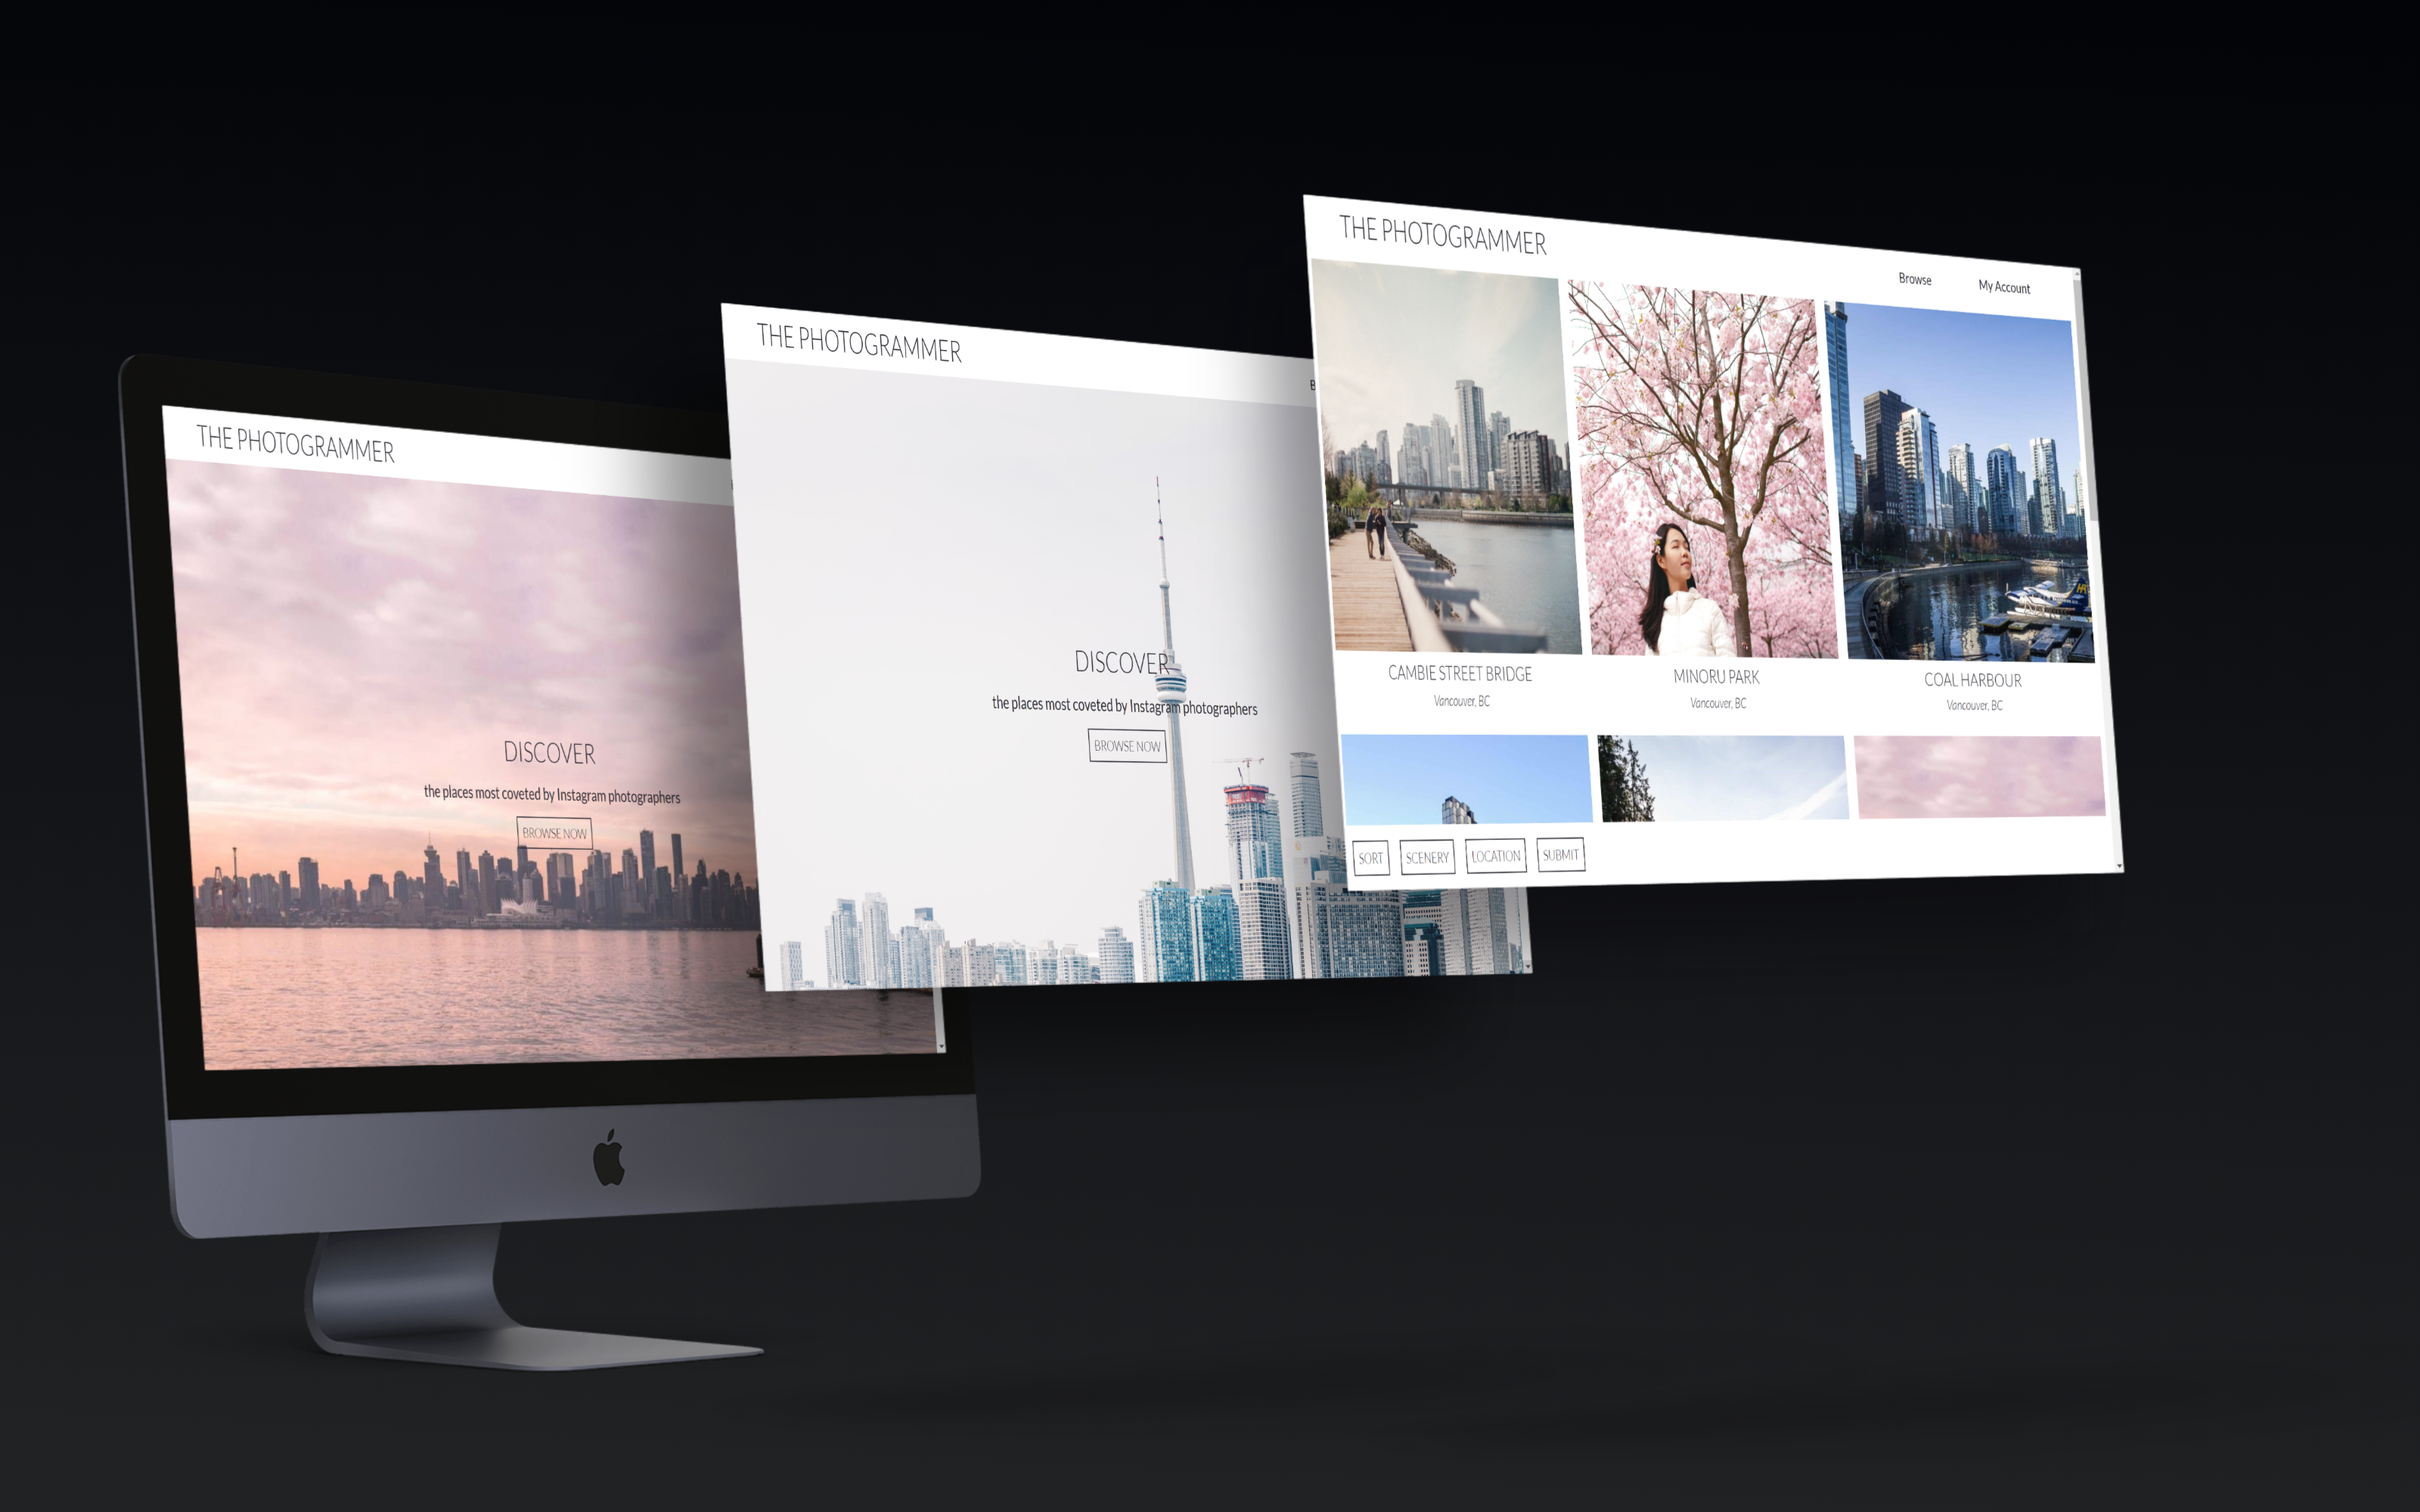 THE PHOTOGRAMMER
DISCOVER
the places most coveted by Instagram photographers
BROWSE NOW
THE PHOTOGRAMMER
DISCOVER
the places most coveted by Instagram photographers
BROWSE NOW
THE PHOTOGRAMMER
Browse My Account
CAMBIE STREET BRIDGE
Vancouver, BC
MINORU PARK
Vancouver, BC
COAL HARBOUR
Vancouver, BC
SORT SCENERY LOCATION SUBMIT